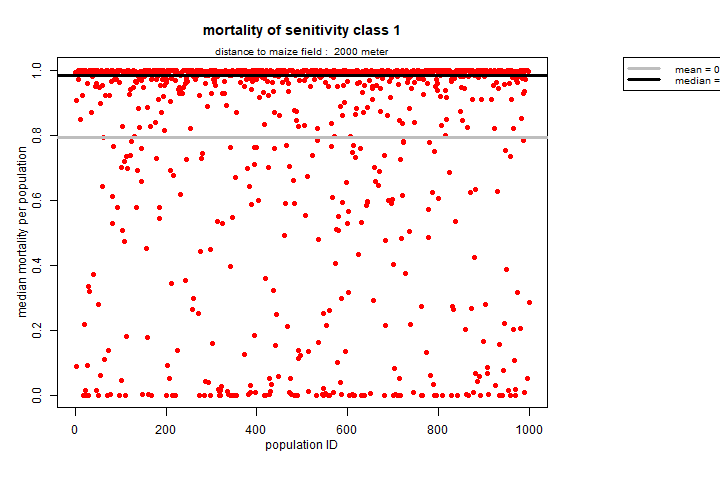 mortality of senitivity class 1
distance to maize field : 2000 meter
mean = 0
median =
median mortality per population
1.0
0.8
0.6
0.4
0.2
0.0
0 200 400 600 800 1000
population ID